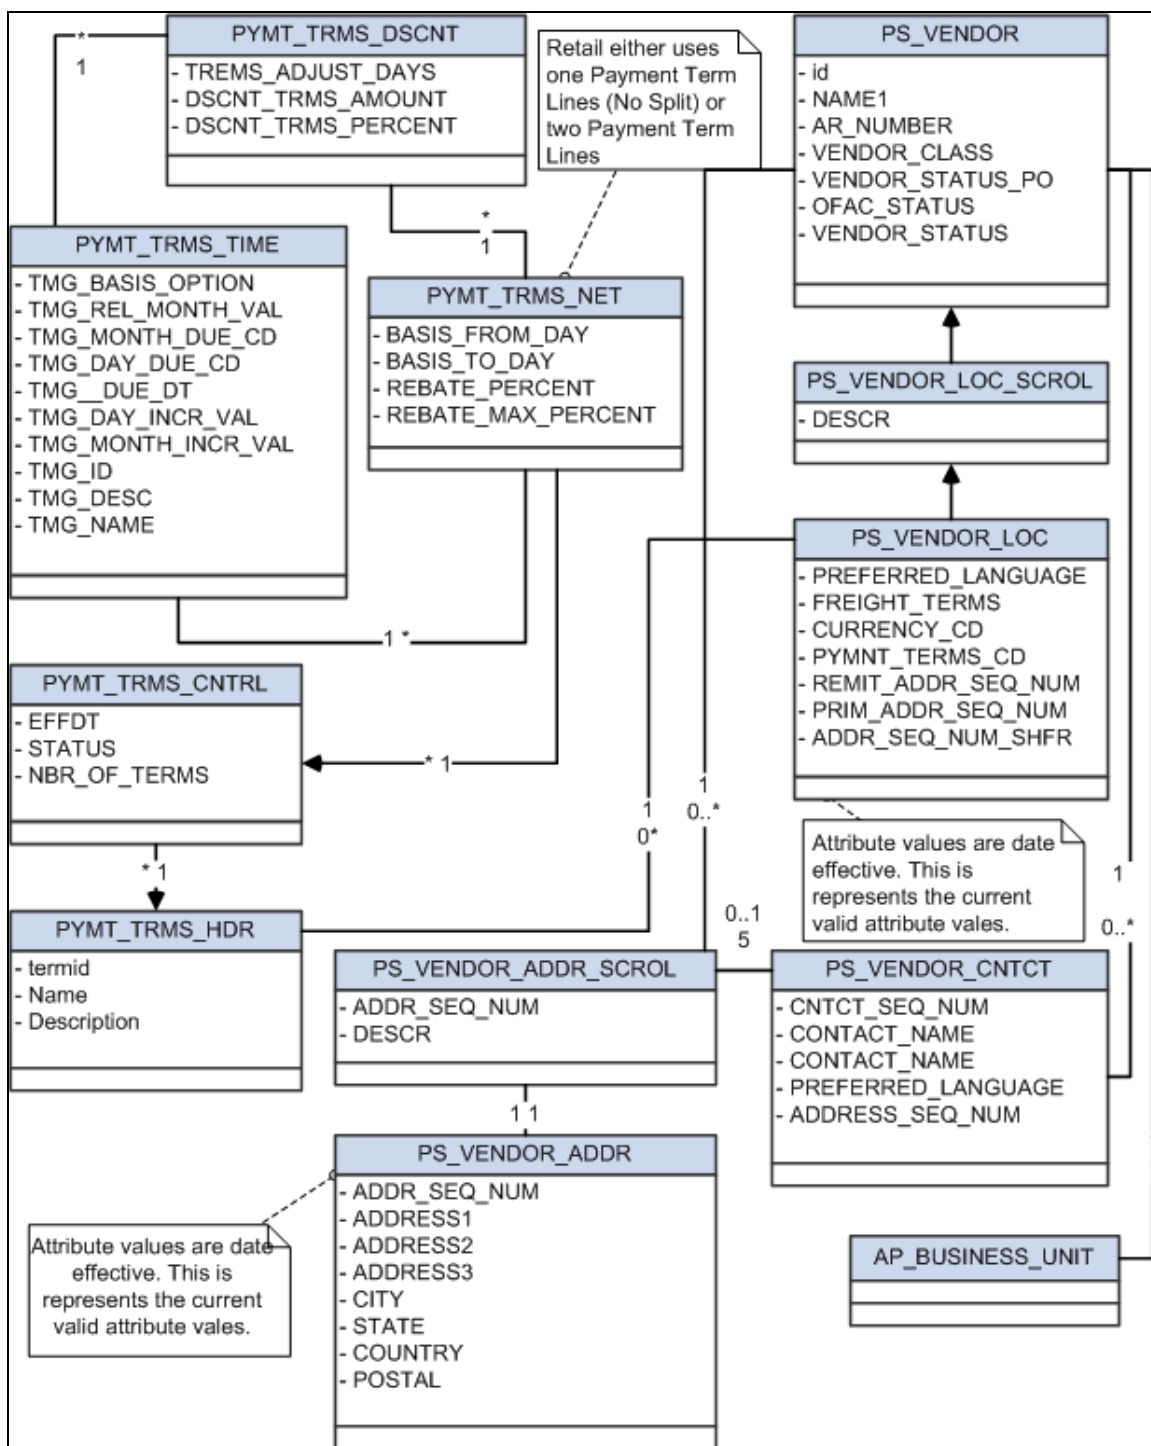 PYMT_TRMS_DSCNT
- TREMS_ADJUST_DAYS
- DSCNT_TRMS_AMOUNT
- DSCNT_TRMS_PERCENT
*
1
Retail either uses
one Payment Term
Lines (No Split) or
two Payment Term
Lines
PS_VENDOR
- id
- NAME1
- AR_NUMBER
- VENDOR_CLASS
- VENDOR_STATUS_PO
- OFAC_STATUS
- VENDOR_STATUS
*
1
PYMT_TRMS_TIME
- TMG_BASIS_OPTION
- TMG_REL_MONTH_VAL
- TMG_MONTH_DUE_CD
- TMG_DAY_DUE_CD
- TMG__DUE_DT
- TMG_DAY_INCR_VAL
- TMG_MONTH_INCR_VAL
- TMG_ID
- TMG_DESC
- TMG_NAME
PYMT_TRMS_NET
- BASIS_FROM_DAY
- BASIS_TO_DAY
- REBATE_PERCENT
- REBATE_MAX_PERCENT
PS_VENDOR_LOC_SCROL
- DESCR
PS_VENDOR_LOC
- PREFERRED_LANGUAGE
- FREIGHT_TERMS
- CURRENCY_CD
- PYMNT_TERMS_CD
- REMIT_ADDR_SEQ_NUM
- PRIM_ADDR_SEQ_NUM
- ADDR_SEQ_NUM_SHFR
1 *
PYMT_TRMS_CNTRL
- EFFDT
- STATUS
- NBR_OF_TERMS
* 1
1
0*
1
0..*
Attribute values are date
effective. This is
represents the current
valid attribute vales.
1
0..*
* 1
PYMT_TRMS_HDR
- termid
- Name
- Description
0..1
5
PS_VENDOR_ADDR_SCROL
- ADDR_SEQ_NUM
- DESCR
PS_VENDOR_CNTCT
- CNTCT_SEQ_NUM
- CONTACT_NAME
- CONTACT_NAME
- PREFERRED_LANGUAGE
- ADDRESS_SEQ_NUM
1 1
PS_VENDOR_ADDR
- ADDR_SEQ_NUM
- ADDRESS1
- ADDRESS2
- ADDRESS3
- CITY
- STATE
- COUNTRY
- POSTAL
Attribute values are date
effective. This is
represents the current
valid attribute vales.
AP_BUSINESS_UNIT